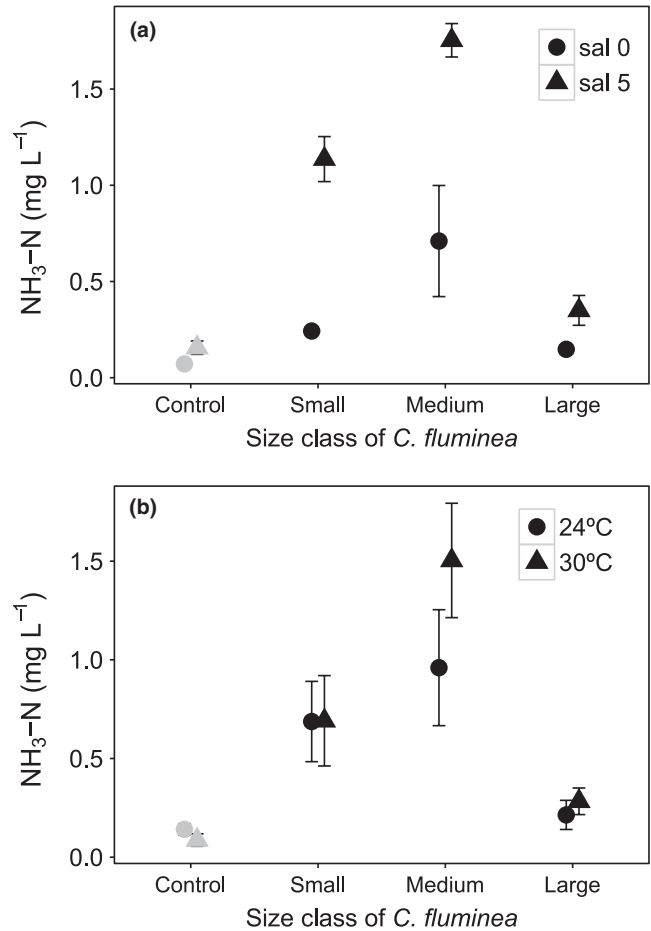 (a)
sal 0
sal 5
1.5
1.0
0.5
0.0
NH₃−N (mg L⁻¹)
Control Small Medium Large
Size class of C. fluminea
(b)
24ºC
30ºC
1.5
1.0
0.5
0.0
NH₃−N (mg L⁻¹)
Control Small Medium Large
Size class of C. fluminea